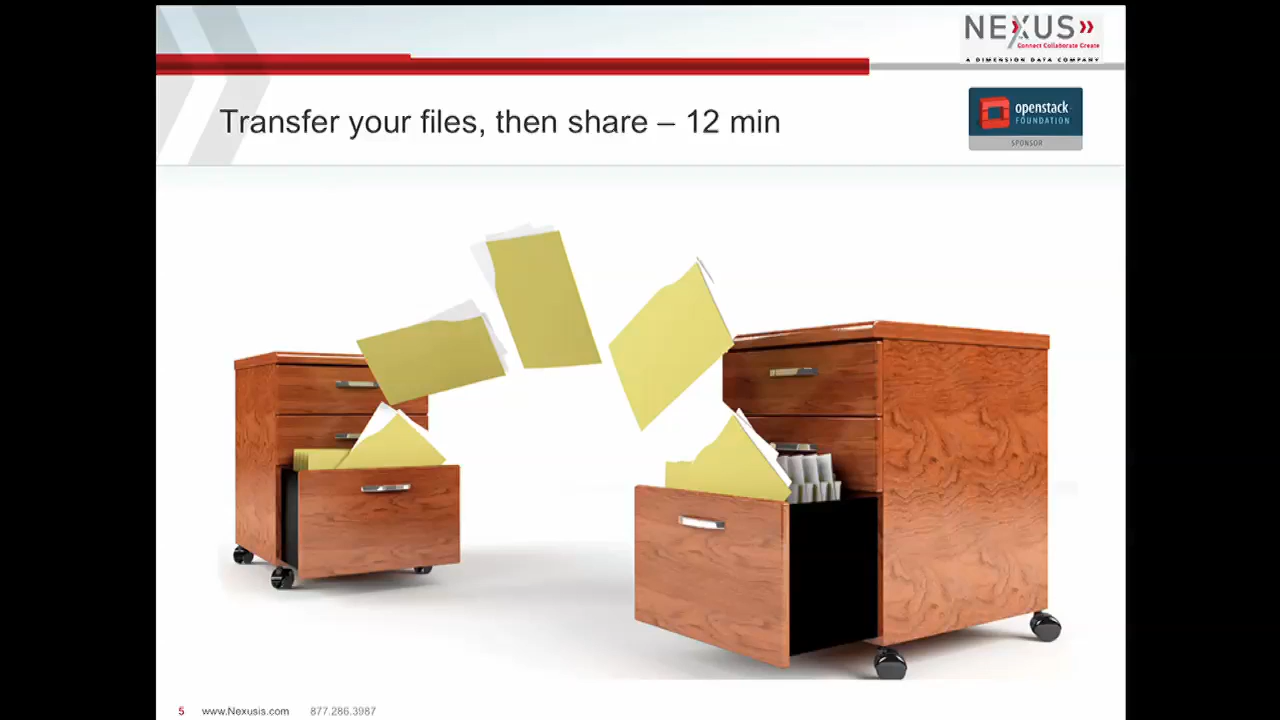 NEXUS
Connect Collaborate Create
A DIMENSION DATA COMPANY
Transfer your files, then share – 12 min
openstack
FOUNDATION
SPONSOR
5 www.Nexusis.com 877.286.3987